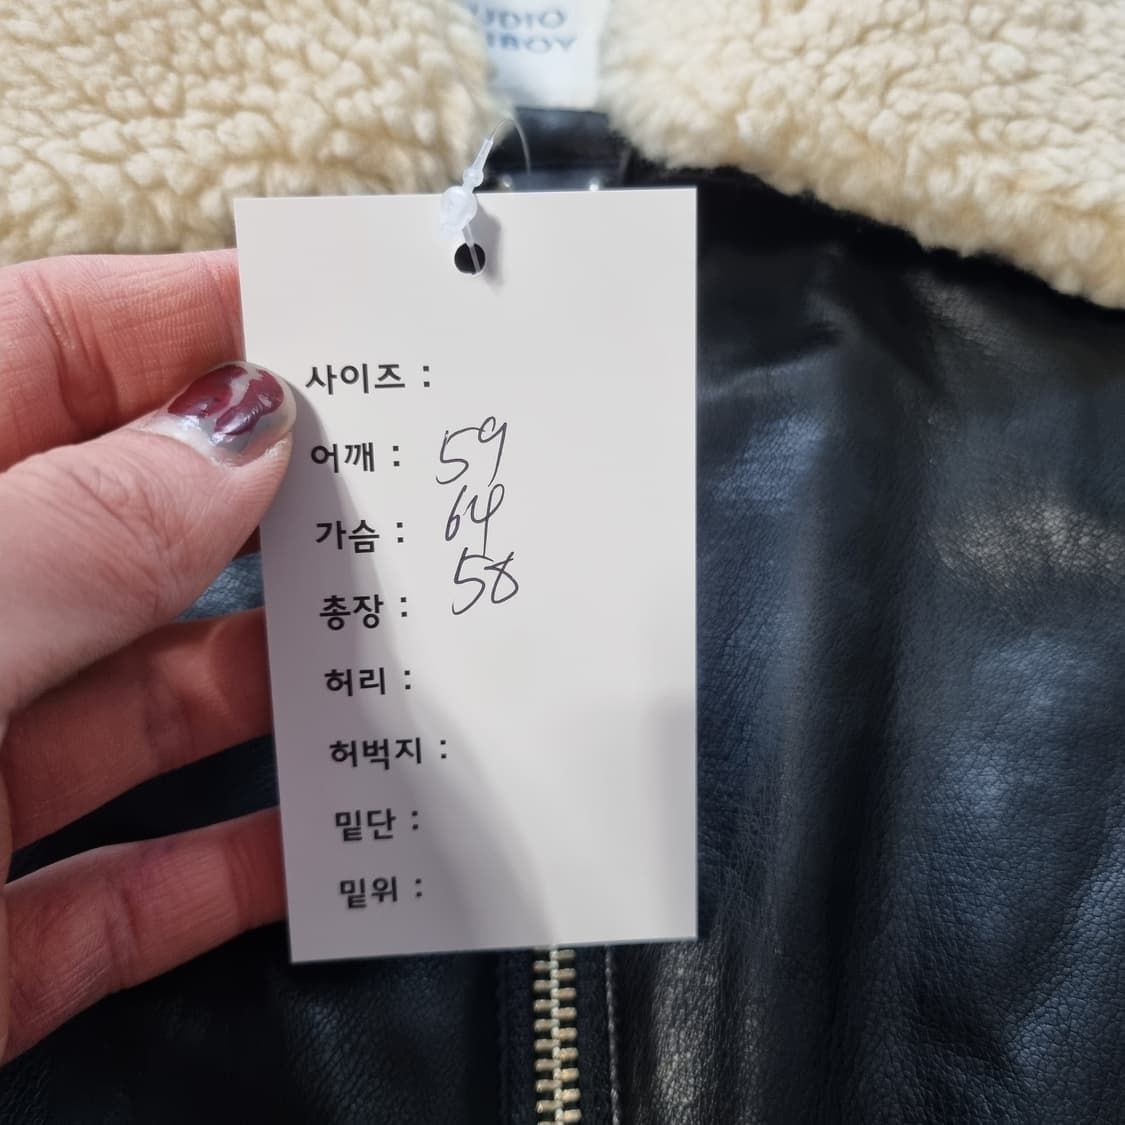 사이즈 :
어깨 : 59
가슴 : 64
총장 : 58
허리 :
허벅지 :
밑단 :
밑위 :